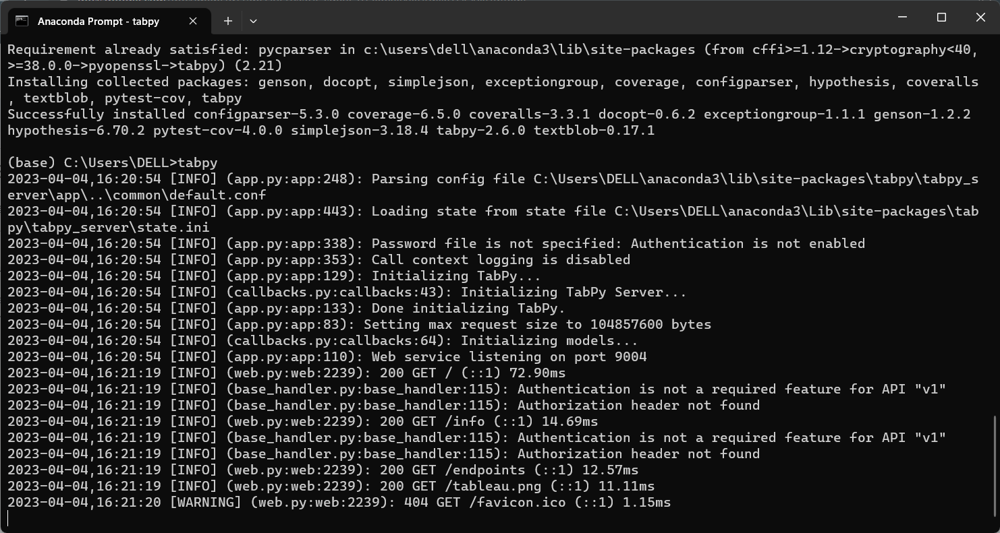 Anaconda Prompt - tabpy
Requirement already satisfied: pycparser in c:\users\dell\anaconda3\lib\site-packages (from cffi>=1.12->cryptography<40,
>=38.0.0->pyopenssl->tabpy) (2.21)
Installing collected packages: genson, docopt, simplejson, exceptiongroup, coverage, configparser, hypothesis, coveralls
, textblob, pytest-cov, tabpy
Successfully installed configparser-5.3.0 coverage-6.5.0 coveralls-3.3.1 docopt-0.6.2 exceptiongroup-1.1.1 genson-1.2.2
hypothesis-6.70.2 pytest-cov-4.0.0 simplejson-3.18.4 tabpy-2.6.0 textblob-0.17.1
(base) C:\Users\DELL>tabpy
2023-04-04,16:20:54 [INFO] (app.py:app:248): Parsing config file C:\Users\DELL\anaconda3\lib\site-packages\tabpy\tabpy_s
erver\app\..\common\default.conf
2023-04-04,16:20:54 [INFO] (app.py:app:443): Loading state from state file C:\Users\DELL\anaconda3\Lib\site-packages\tab
py\tabpy_server\state.ini
2023-04-04,16:20:54 [INFO] (app.py:app:338): Password file is not specified: Authentication is not enabled
2023-04-04,16:20:54 [INFO] (app.py:app:353): Call context logging is disabled
2023-04-04,16:20:54 [INFO] (app.py:app:129): Initializing TabPy...
2023-04-04,16:20:54 [INFO] (callbacks.py:callbacks:43): Initializing TabPy Server...
2023-04-04,16:20:54 [INFO] (app.py:app:133): Done initializing TabPy.
2023-04-04,16:20:54 [INFO] (app.py:app:83): Setting max request size to 104857600 bytes
2023-04-04,16:20:54 [INFO] (callbacks.py:callbacks:64): Initializing models...
2023-04-04,16:20:54 [INFO] (app.py:app:110): Web service listening on port 9004
2023-04-04,16:21:19 [INFO] (web.py:web:2239): 200 GET / (::1) 72.90ms
2023-04-04,16:21:19 [INFO] (base_handler.py:base_handler:115): Authentication is not a required feature for API "v1"
2023-04-04,16:21:19 [INFO] (base_handler.py:base_handler:115): Authorization header not found
2023-04-04,16:21:19 [INFO] (web.py:web:2239): 200 GET /info (::1) 14.69ms
2023-04-04,16:21:19 [INFO] (base_handler.py:base_handler:115): Authentication is not a required feature for API "v1"
2023-04-04,16:21:19 [INFO] (base_handler.py:base_handler:115): Authorization header not found
2023-04-04,16:21:19 [INFO] (web.py:web:2239): 200 GET /endpoints (::1) 12.57ms
2023-04-04,16:21:19 [INFO] (web.py:web:2239): 200 GET /tableau.png (::1) 11.11ms
2023-04-04,16:21:20 [WARNING] (web.py:web:2239): 404 GET /favicon.ico (::1) 1.15ms